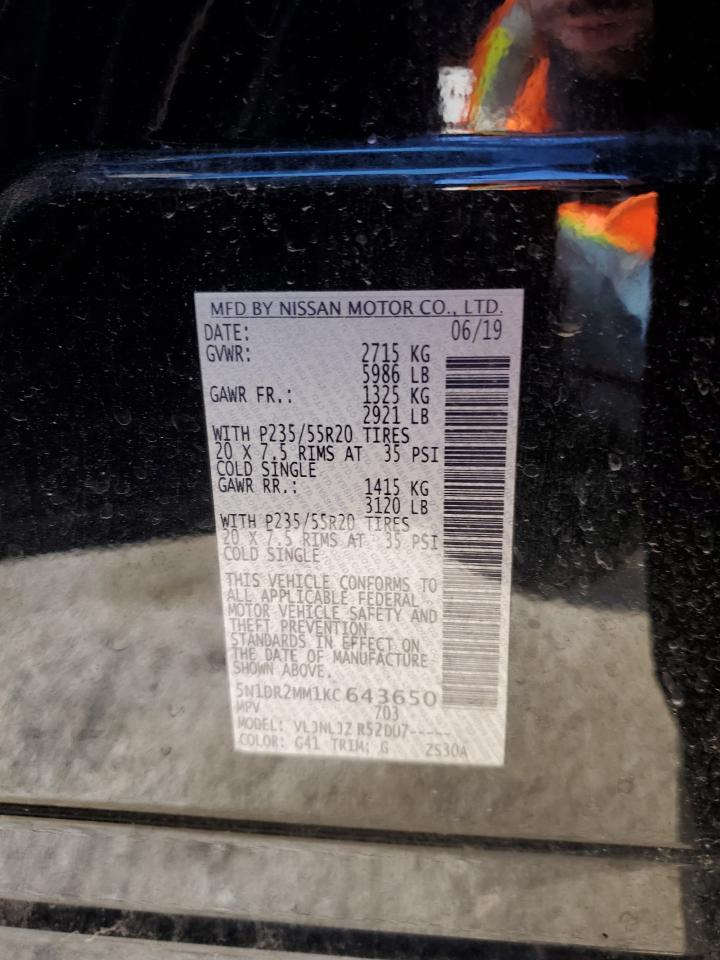 MFD BY NISSAN MOTOR CO., LTD.
DATE: 06/19
GVWR: 2715 KG
5986 LB
GAWR FR.: 1325 KG
2921 LB
WITH P235/55R20 TIRES
20 X 7.5 RIMS AT 35 PSI
COLD SINGLE
GAWR RR.: 1415 KG
3120 LB
WITH P235/55R20 TIRES
20 X 7.5 RIMS AT 35 PSI
COLD SINGLE
THIS VEHICLE CONFORMS TO
ALL APPLICABLE FEDERAL
MOTOR VEHICLE SAFETY AND
THEFT PREVENTION
STANDARDS IN EFFECT ON
THE DATE OF MANUFACTURE
SHOWN ABOVE.
5N1DR2MM1KC643650
MPV 703
MODEL: VLJNLJZ R52DU7-----
COLOR: G41 TRIM: G ZS30A